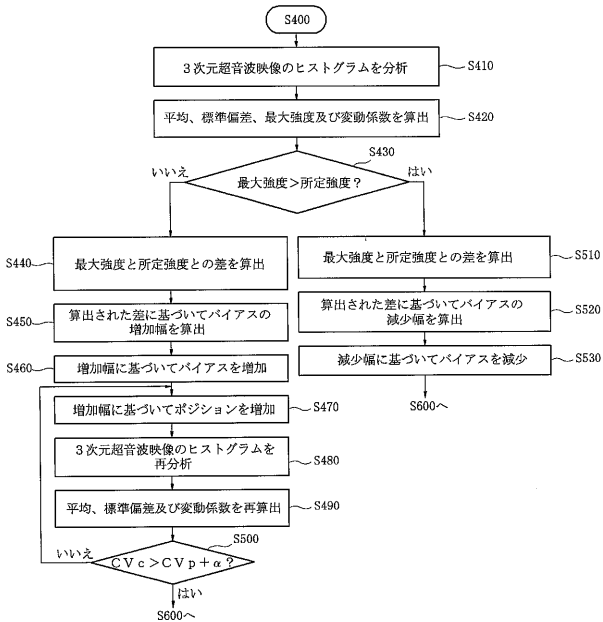 S400
3次元超音波映像のヒストグラムを分析
S410
平均、標準偏差、最大強度及び変動係数を算出
S420
S430
最大強度>所定強度?
いいえ
はい
S440
最大強度と所定強度との差を算出
S450
算出された差に基づいてバイアスの
増加幅を算出
S460
増加幅に基づいてバイアスを増加
増加幅に基づいてポジションを増加
S470
3次元超音波映像のヒストグラムを
再分析
S480
平均、標準偏差及び変動係数を再算出
S490
S500
CVc>CVp+α?
いいえ
はい
S600へ
最大強度と所定強度との差を算出
S510
算出された差に基づいてバイアスの
減少幅を算出
S520
減少幅に基づいてバイアスを減少
S530
S600へ